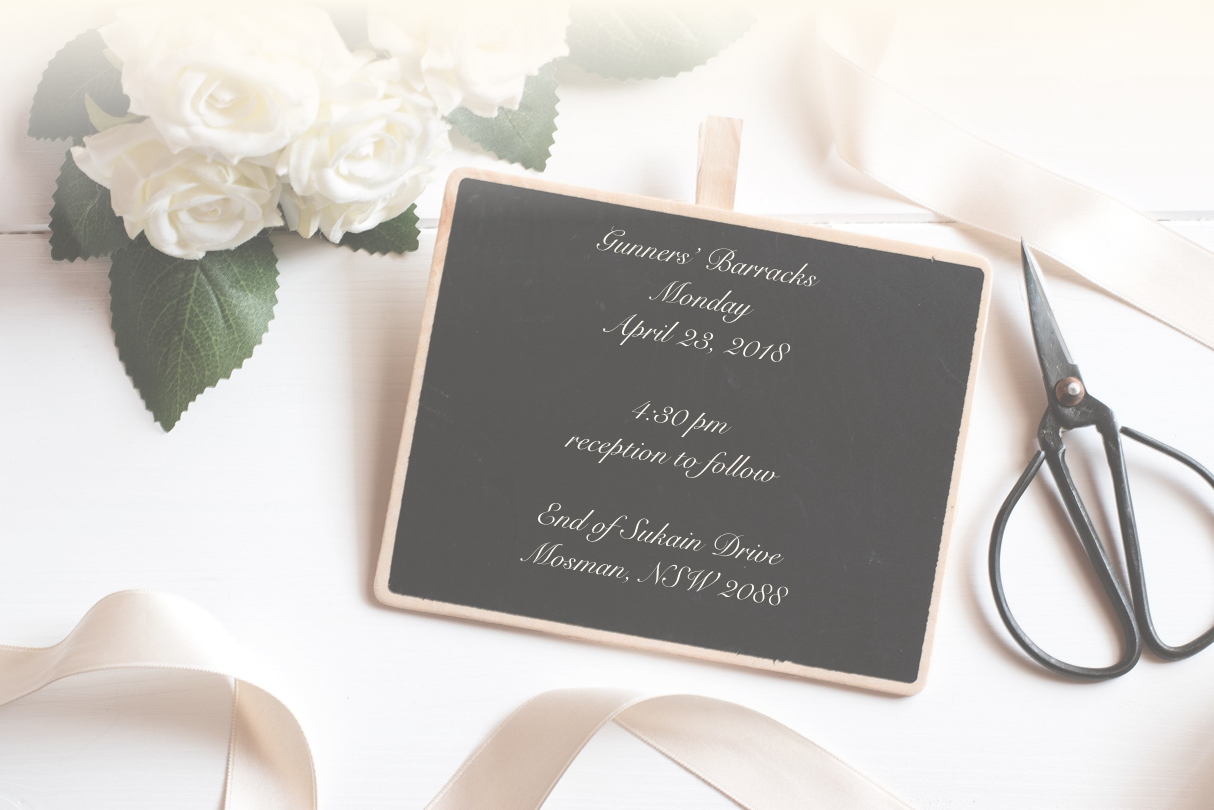 Gunners' Barracks
Monday
April 23, 2018
4:30 pm
reception to follow
End of Sukain Drive
Mosman, NSW 2088